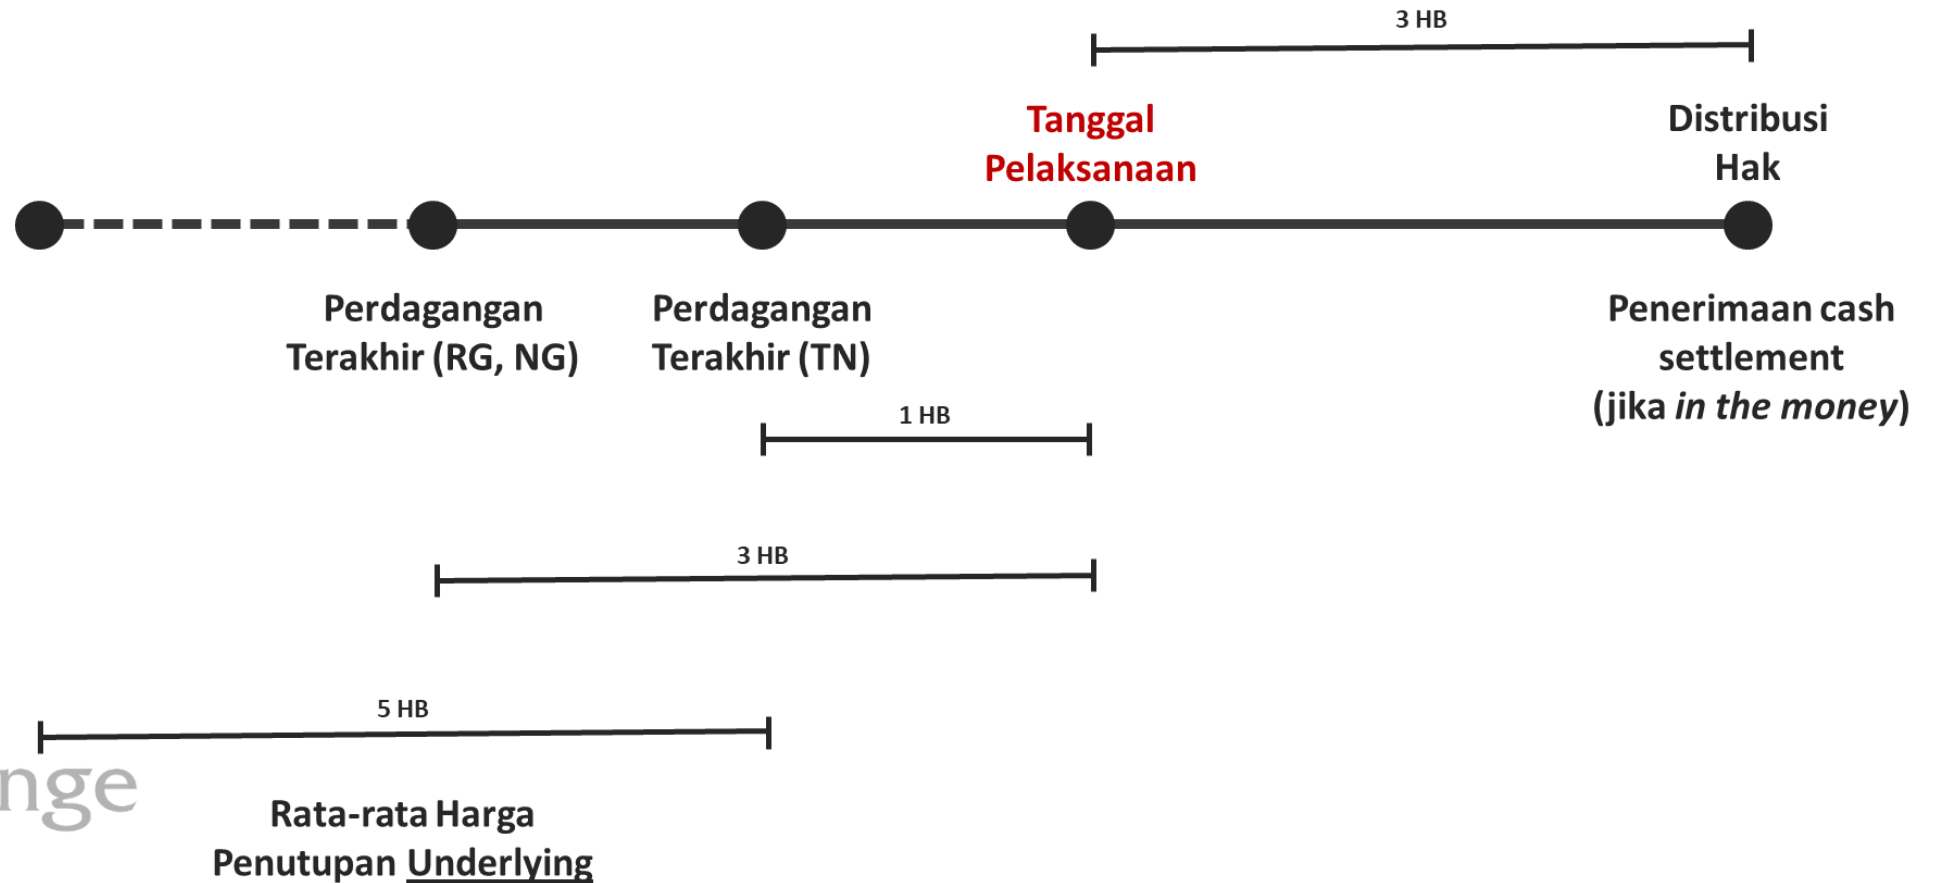 3 HB
Tanggal
Pelaksanaan
Distribusi
Hak
Perdagangan
Terakhir (RG, NG)
Perdagangan
Terakhir (TN)
Penerimaan cash
settlement
(jika in the money)
1 HB
3 HB
5 HB
nge
Rata-rata Harga
Penutupan Underlying